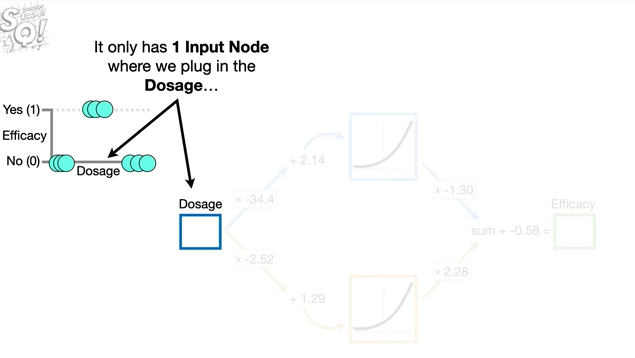 SQ!
It only has 1 Input Node
where we plug in the
Dosage...
Yes (1)
Efficacy
No (0)
Dosage
Dosage
+ 2.14
x -34.4
x -1.30
Efficacy
sum + -0.58 =
x -2.52
x 2.28
+ 1.29